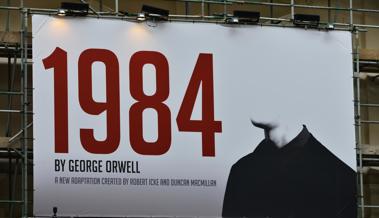 1984
BY GEORGE ORWELL
A NEW ADAPTATION CREATED BY ROBERT ICKE AND DUNCAN MACMILLAN